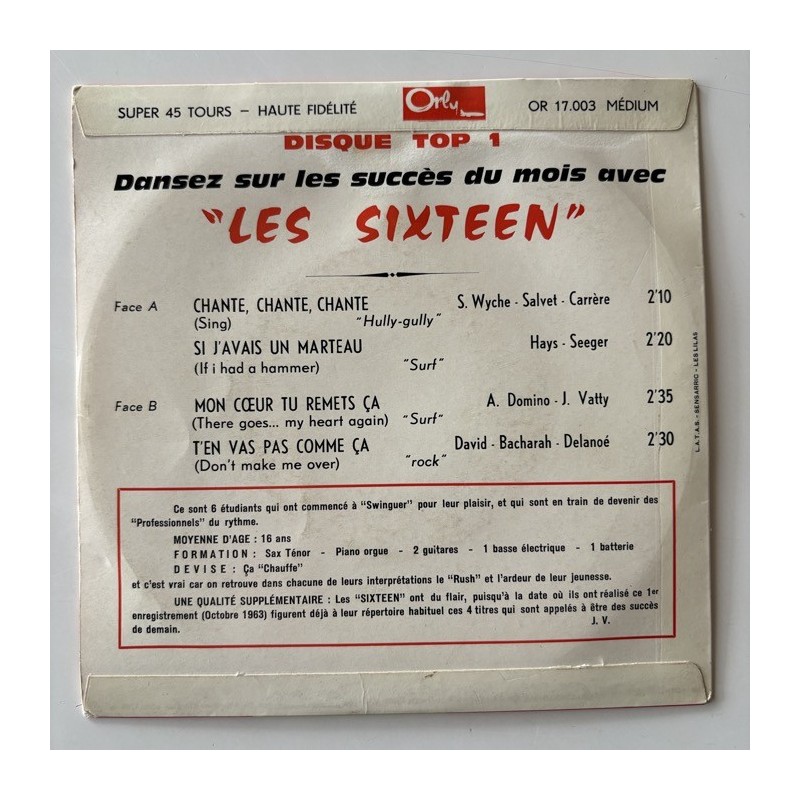 SUPER 45 TOURS – HAUTE FIDÉLITÉ Orly OR 17.003 MÉDIUM
DISQUE TOP 1
Dansez sur les succès du mois avec
"LES SIXTEEN"
Face A CHANTE, CHANTE, CHANTE S. Wyche - Salvet - Carrère 2'10
(Sing) "Hully-gully"
SI J'AVAIS UN MARTEAU Hays - Seeger 2'20
(If i had a hammer) "Surf"
Face B MON CŒUR TU REMETS ÇA A. Domino - J. Vatty 2'35
(There goes... my heart again) "Surf"
T'EN VAS PAS COMME ÇA David - Bacharah - Delanoé 2'30
(Don't make me over) "rock"
L.A.T.A.B. - BENSARRIC - LES LILAS
Ce sont 6 étudiants qui ont commencé à "Swinguer" pour leur plaisir, et qui sont en train de devenir des
"Professionnels" du rythme.
MOYENNE D'AGE : 16 ans
FORMATION : Sax Ténor - Piano orgue - 2 guitares - 1 basse électrique - 1 batterie
DEVISE : Ça "Chauffe"
et c'est vrai car on retrouve dans chacune de leurs interprétations le "Rush" et l'ardeur de leur jeunesse.
UNE QUALITÉ SUPPLÉMENTAIRE : Les "SIXTEEN" ont du flair, puisqu'à la date où ils ont réalisé ce 1er
enregistrement (Octobre 1963) figurent déjà à leur répertoire habituel ces 4 titres qui sont appelés à être des succès
de demain. J. V.